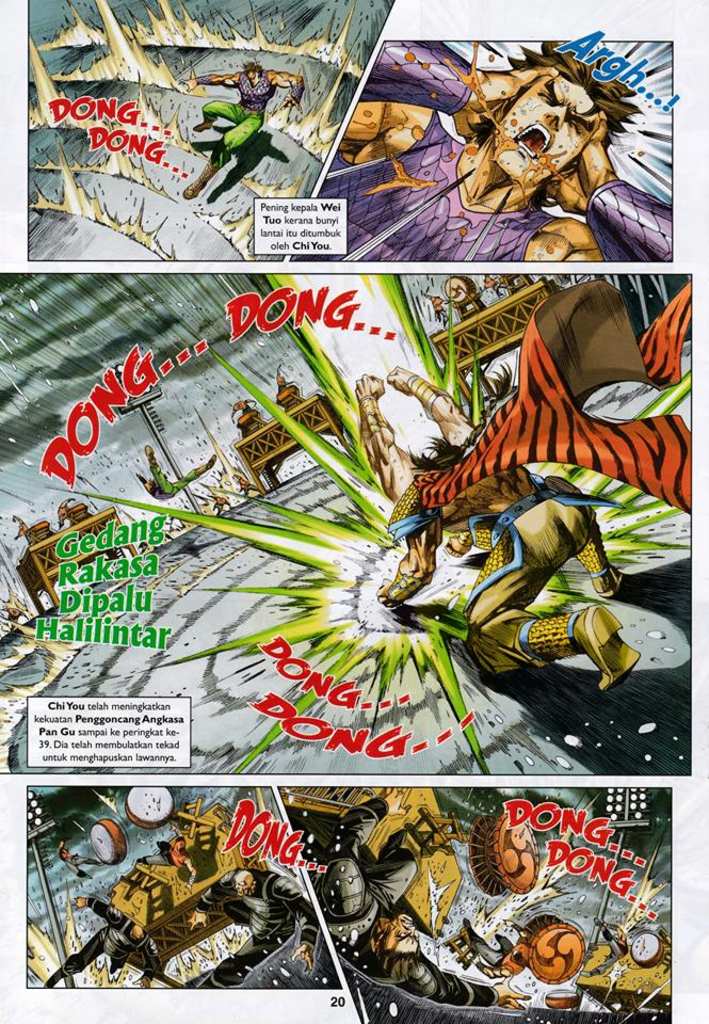 DONG...
DONG...
Argh...!
Pening kepala Wei
Tuo kerana bunyi
lantai itu ditumbuk
oleh Chi You.
DONG... DONG...
Gedang
Rakasa
Dipalu
Halilintar
DONG...
DONG...
Chi You telah meningkatkan
kekuatan Penggoncang Angkasa
Pan Gu sampai ke peringkat ke-
39. Dia telah membulatkan tekad
untuk menghapuskan lawannya.
DONG...
DONG...
DONG...
20